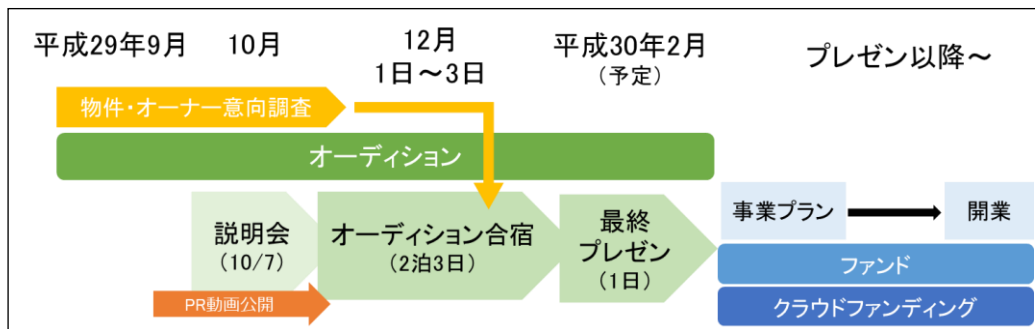 平成29年9月
10月
12月
1日～3日
平成30年2月
(予定)
プレゼン以降～
物件・オーナー意向調査
オーディション
説明会
(10/7)
オーディション合宿
(2泊3日)
最終
プレゼン
(1日)
事業プラン
開業
PR動画公開
ファンド
クラウドファンディング